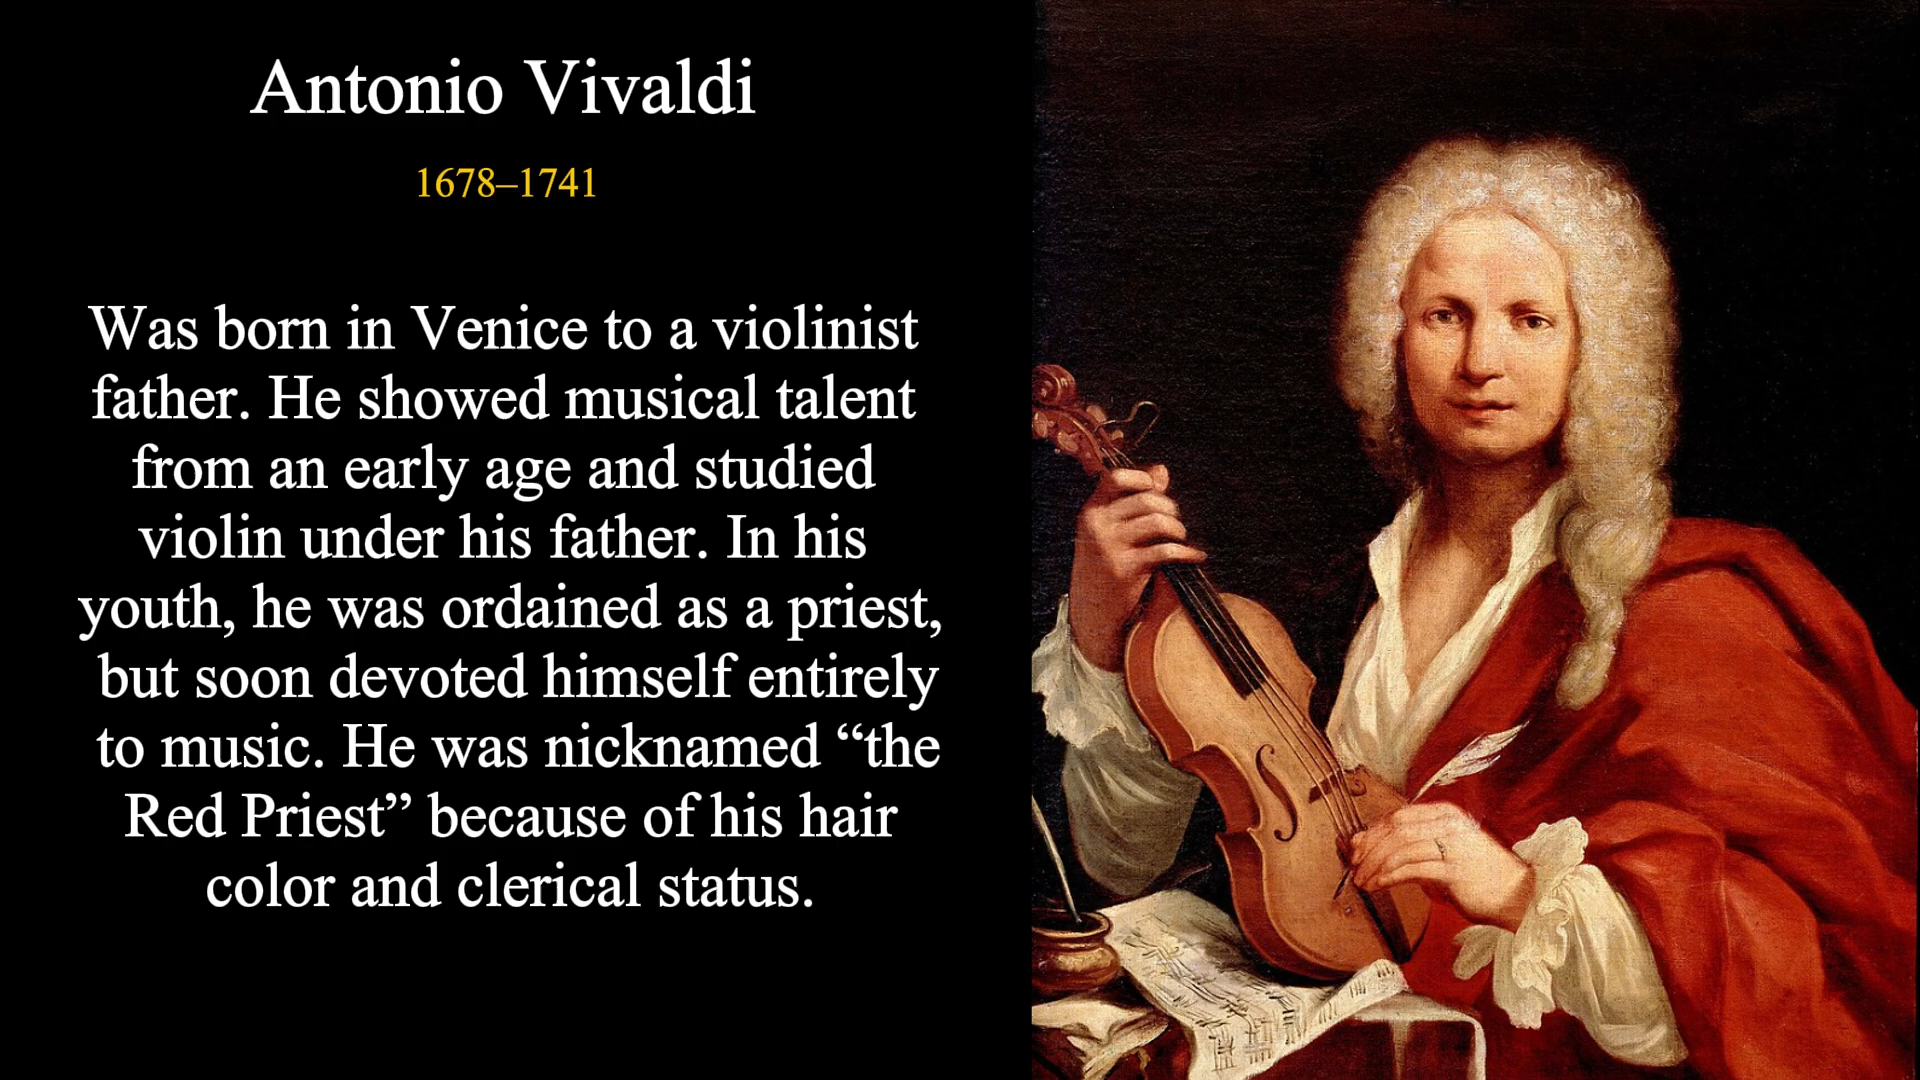 Antonio Vivaldi
1678–1741
Was born in Venice to a violinist
father. He showed musical talent
from an early age and studied
violin under his father. In his
youth, he was ordained as a priest,
but soon devoted himself entirely
to music. He was nicknamed “the
Red Priest” because of his hair
color and clerical status.